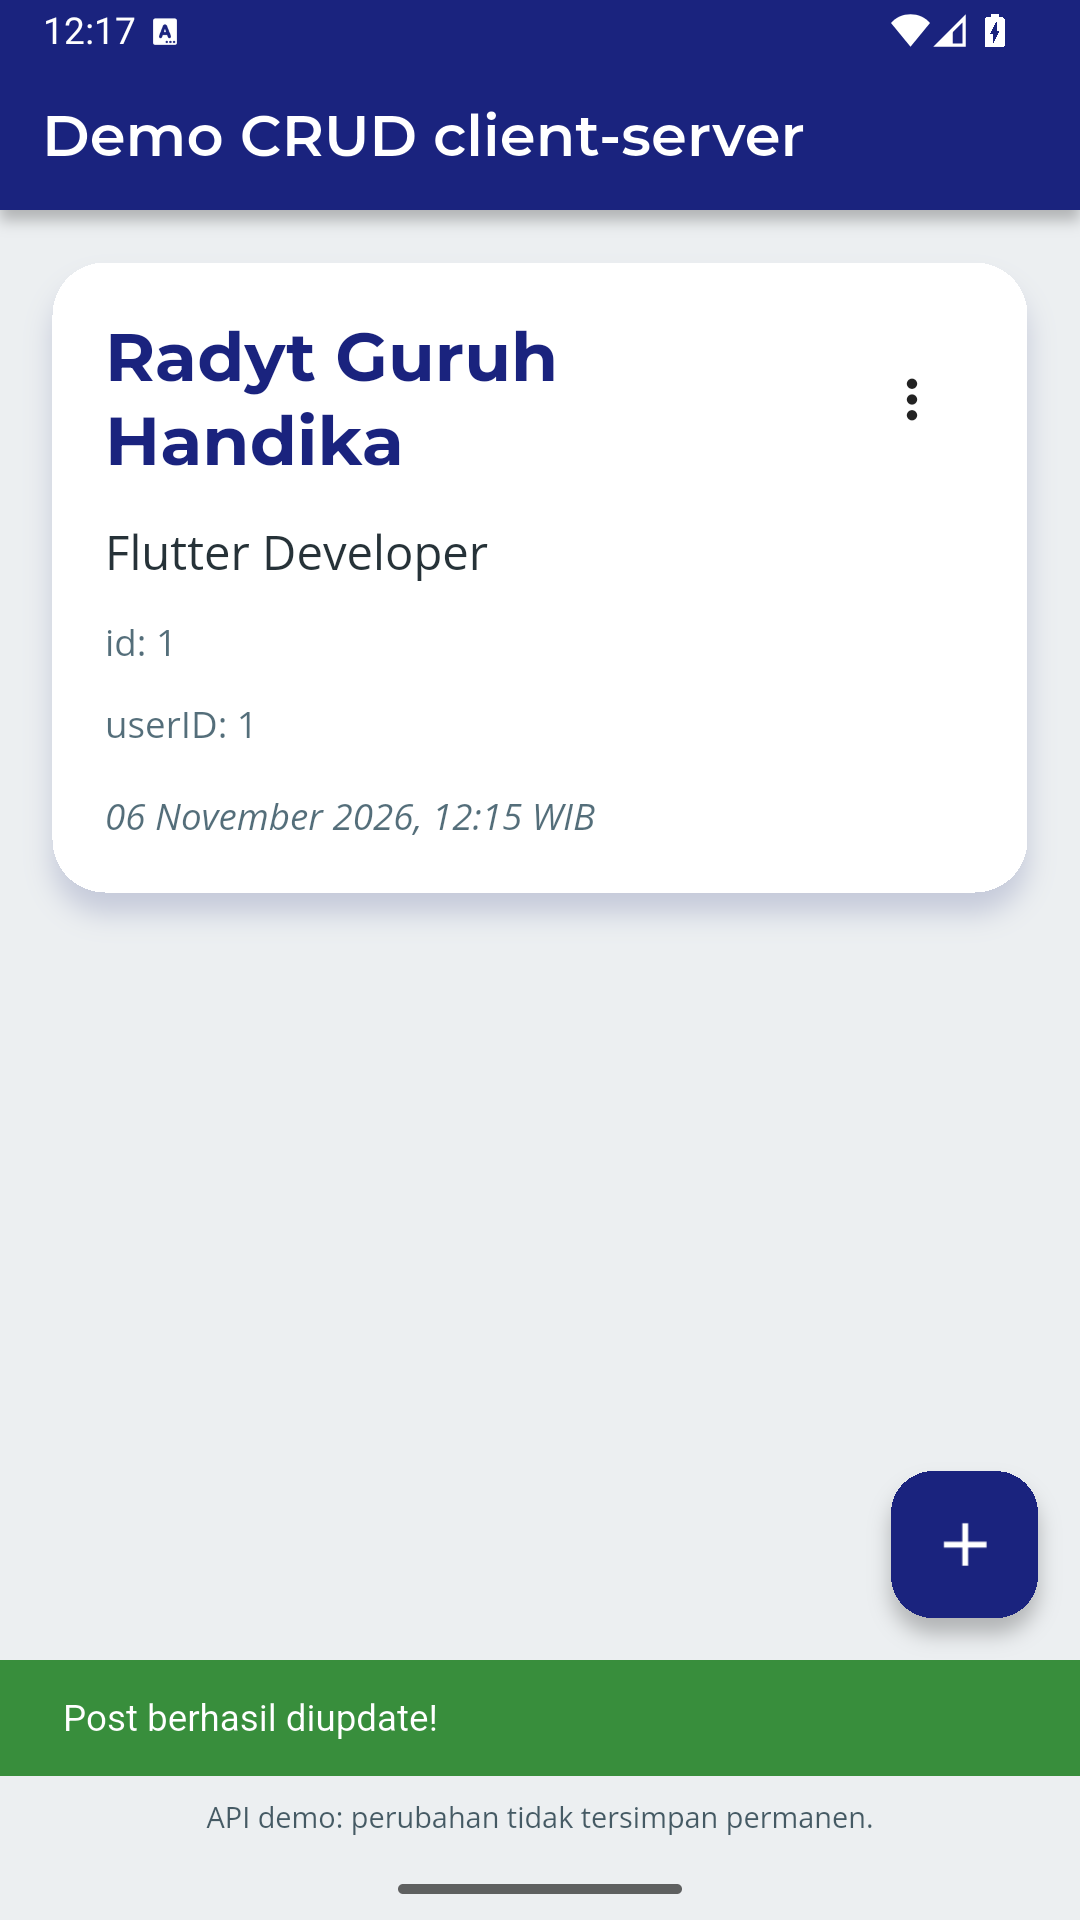 12:17
Demo CRUD client-server
Radyt Guruh
Handika
Flutter Developer
id: 1
userID: 1
06 November 2026, 12:15 WIB
Post berhasil diupdate!
API demo: perubahan tidak tersimpan permanen.